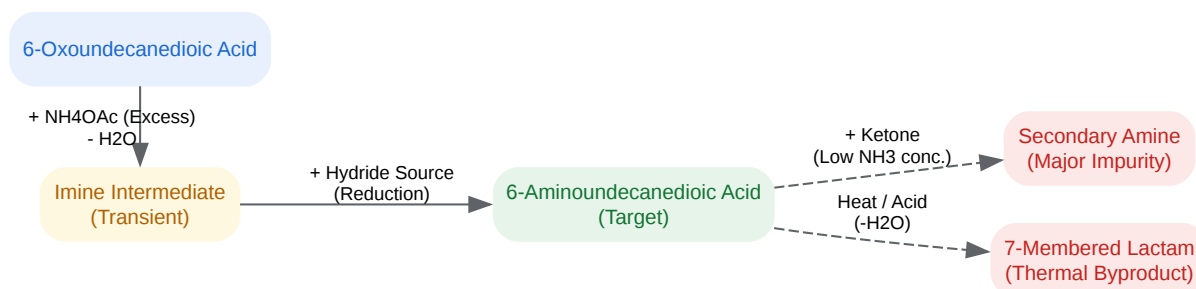 6-Oxoundecanedioic Acid
+ NH4OAc (Excess)
- H2O
Imine Intermediate
(Transient)
+ Hydride Source
(Reduction)
6-Aminoundecanedioic Acid
(Target)
+ Ketone
(Low NH3 conc.)
Secondary Amine
(Major Impurity)
Heat / Acid
(-H2O)
7-Membered Lactam
(Thermal Byproduct)